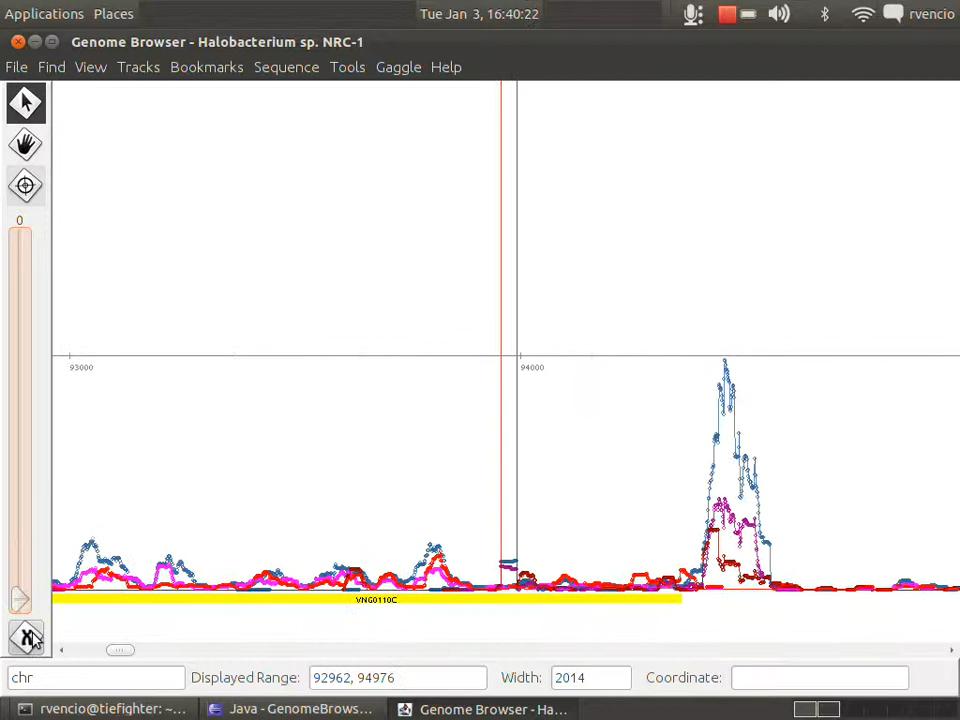 Applications Places Tue Jan 3, 16:40:22 rvencio
Genome Browser - Halobacterium sp. NRC-1
File Find View Tracks Bookmarks Sequence Tools Gaggle Help
0
93000 94000
VNG0110C
chr Displayed Range: 92962, 94976 Width: 2014 Coordinate:
rvencio@tiefighter: ~... Java - GenomeBrows... Genome Browser - Ha...